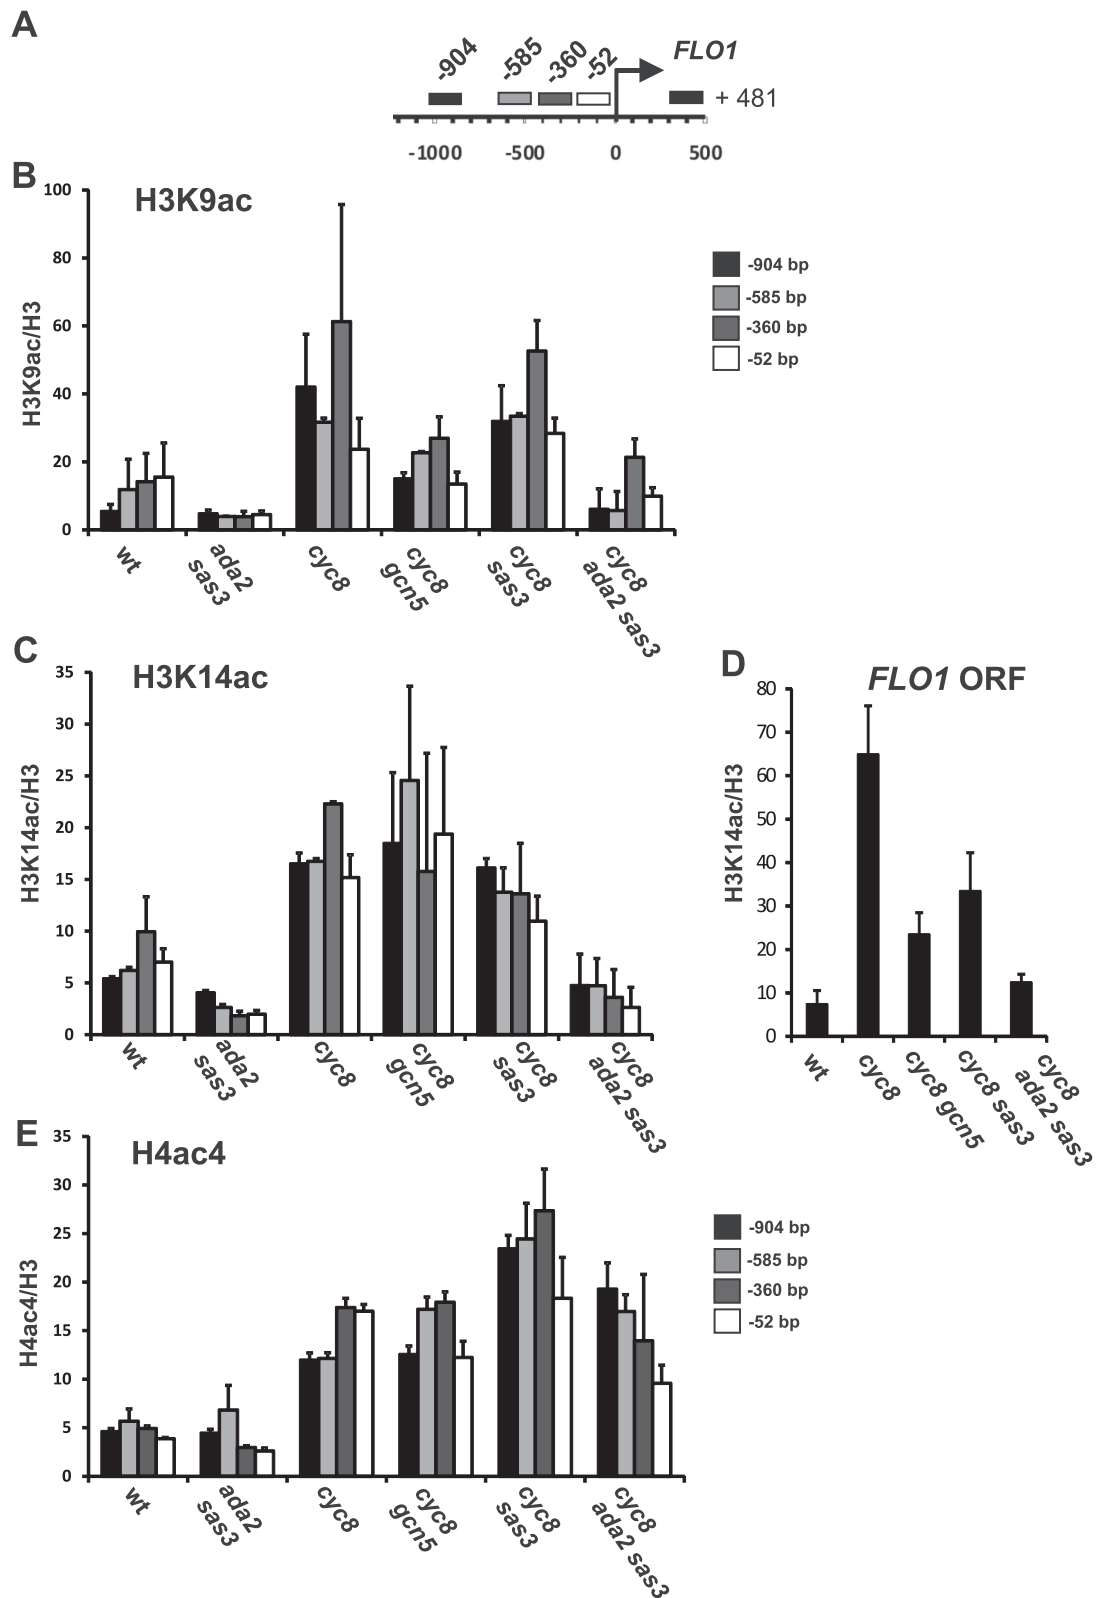 A
-904
-585
-360
-52
FLO1
+ 481
-1000
-500
0
500
B
H3K9ac
100
80
60
40
20
0
H3K9ac/H3
-904 bp
-585 bp
-360 bp
-52 bp
wt
ada2
sas3
cyc8
cyc8
gcn5
cyc8
sas3
cyc8
ada2 sas3
C
H3K14ac
35
30
25
20
15
10
5
0
H3K14ac/H3
wt
ada2
sas3
cyc8
cyc8
gcn5
cyc8
sas3
cyc8
ada2 sas3
D
FLO1 ORF
80
70
60
50
40
30
20
10
0
H3K14ac/H3
wt
cyc8
cyc8 gcn5
cyc8 sas3
cyc8
ada2 sas3
E
H4ac4
35
30
25
20
15
10
5
0
H4ac4/H3
-904 bp
-585 bp
-360 bp
-52 bp
wt
ada2
sas3
cyc8
cyc8
gcn5
cyc8
sas3
cyc8
ada2 sas3